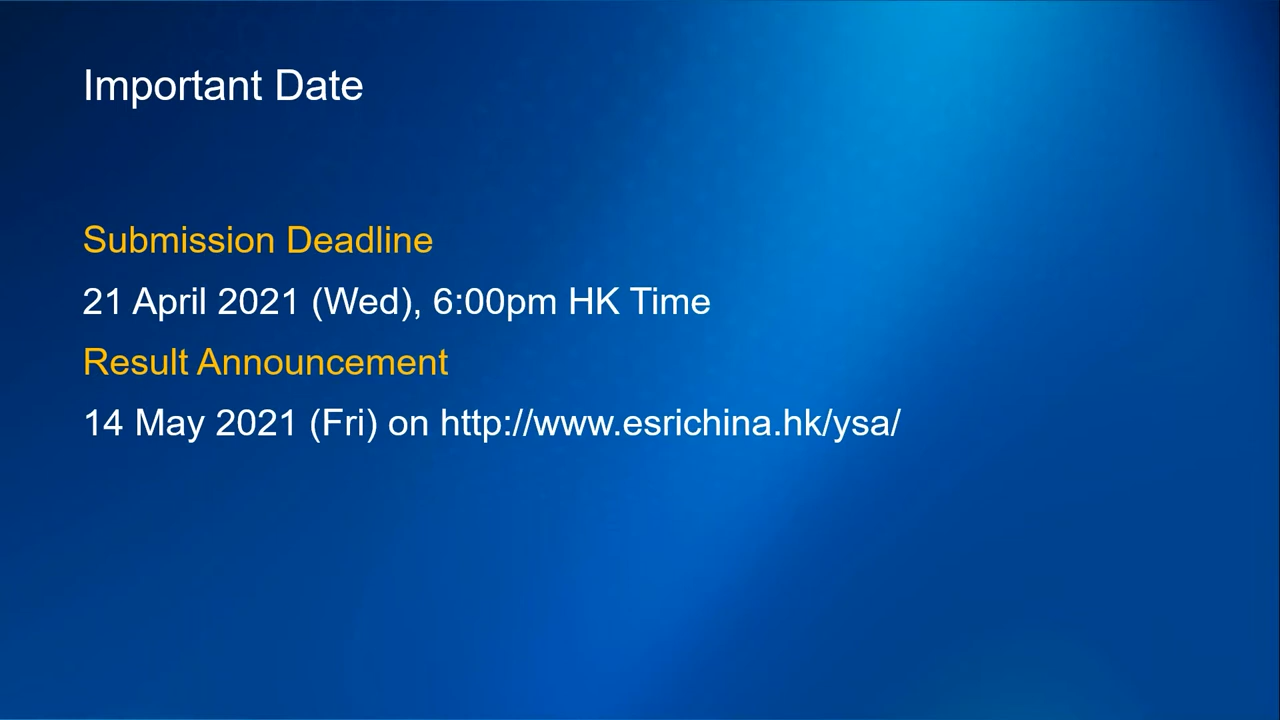 Important Date
Submission Deadline
21 April 2021 (Wed), 6:00pm HK Time
Result Announcement
14 May 2021 (Fri) on http://www.esrichina.hk/ysa/